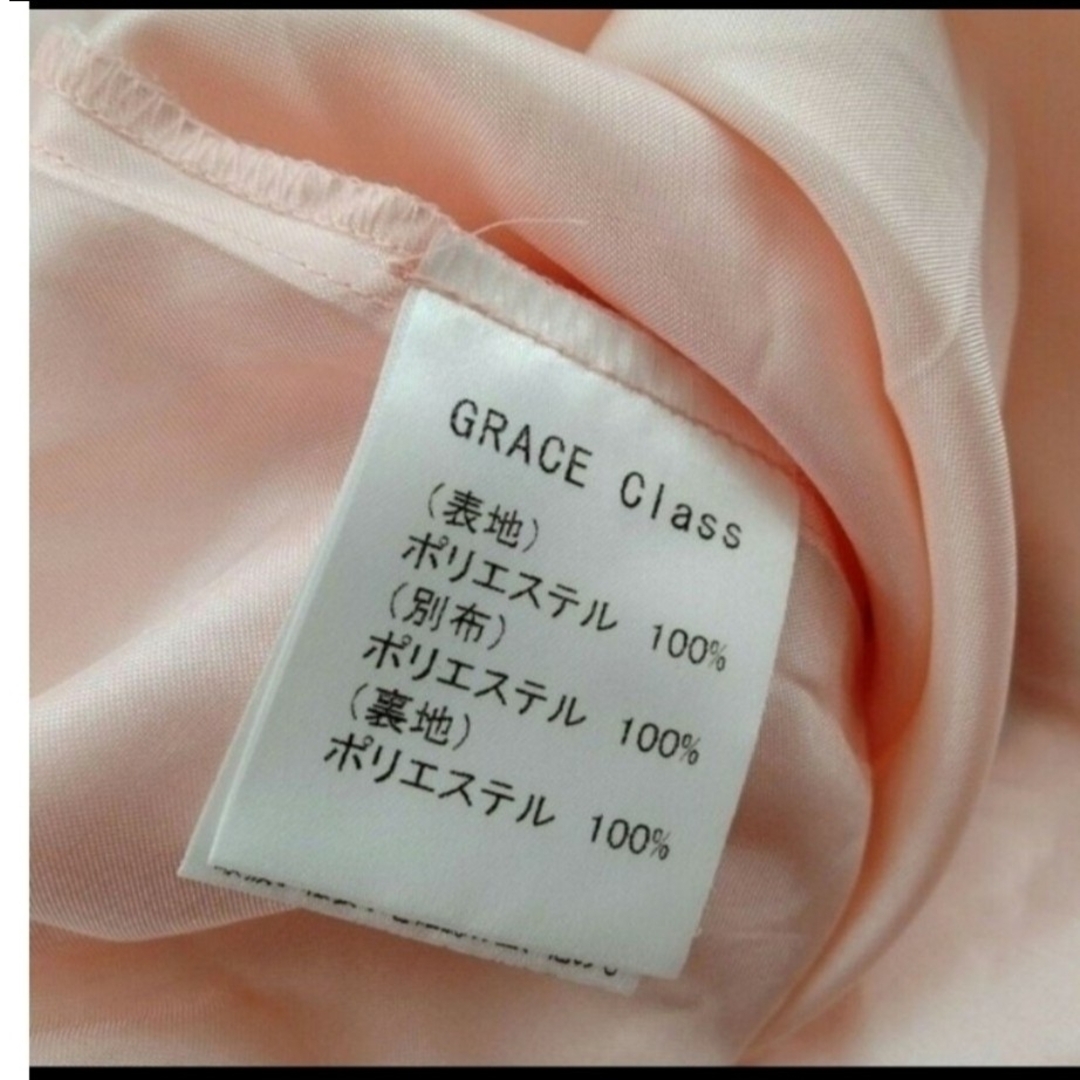 GRACE Class
（表地）
ポリエステル 100%
（別布）
ポリエステル 100%
（裏地）
ポリエステル 100%